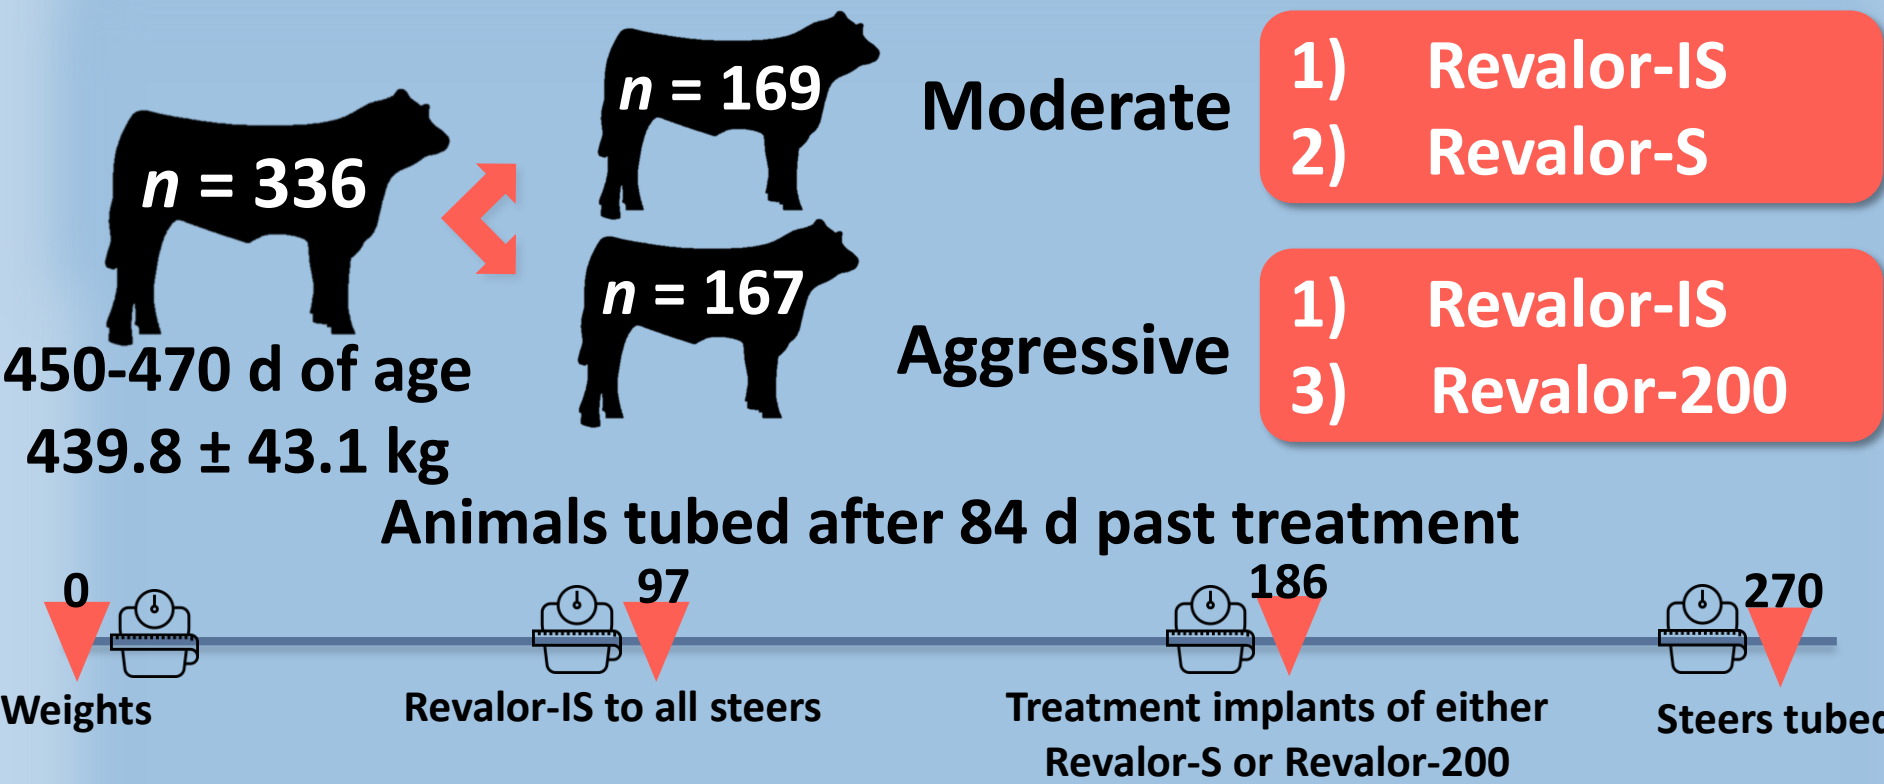 n = 336
450-470 d of age
439.8 ± 43.1 kg
n = 169
Moderate
1) Revalor-IS
2) Revalor-S
n = 167
Aggressive
1) Revalor-IS
3) Revalor-200
Animals tubed after 84 d past treatment
0
97
186
270
Weights
Revalor-IS to all steers
Treatment implants of either
Revalor-S or Revalor-200
Steers tubed